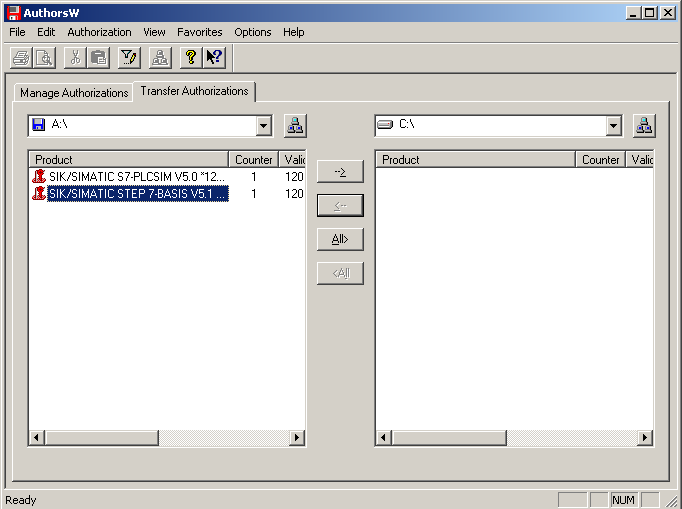 AuthorsW
File Edit Authorization View Favorites Options Help
Manage Authorizations Transfer Authorizations
A:\ C:\
Product Counter Valid Product Counter Valid
SIK/SIMATIC S7-PLCSIM V5.0 *12... 1 120
SIK/SIMATIC STEP 7-BASIS V5.1 ... 1 120
-->
<--
All>
<All
Ready NUM